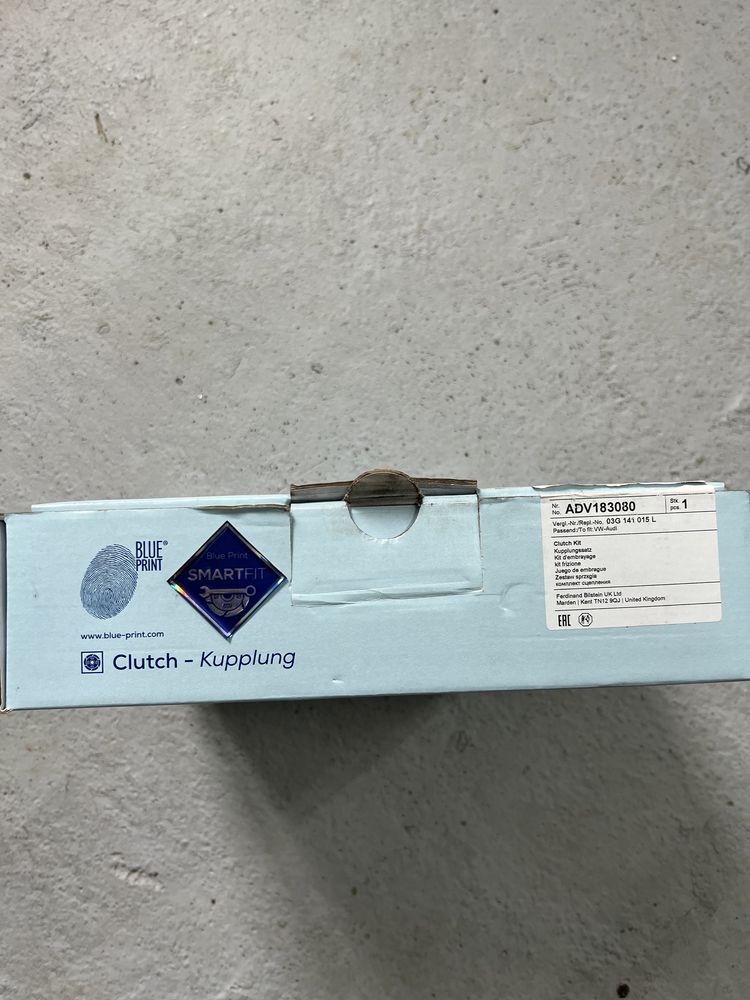 BLUE®
PRINT
www.blue-print.com
Clutch - Kupplung
Blue Print
SMARTFIT
Nr.
No. ADV183080
Stk.
pcs. 1
Vergl.-Nr./Repl.-No. 03G 141 015 L
Passend:/To fit: VW-Audi
Clutch Kit
Kupplungssatz
Kit d'embrayage
kit frizione
Juego de embrague
Zestaw sprzęgła
комплект сцепления
Ferdinand Bilstein UK Ltd
Marden | Kent TN12 9QJ | United Kingdom
EAC